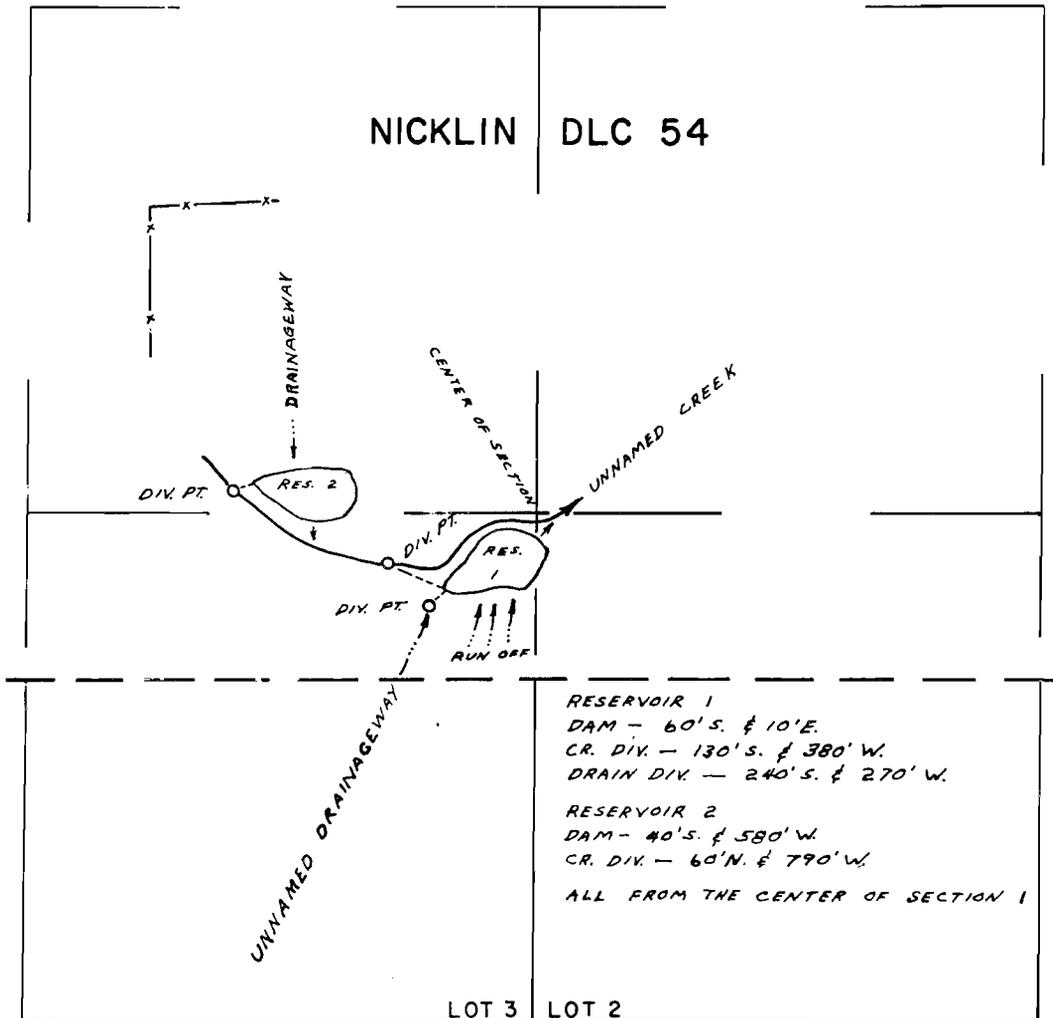 NICKLIN DLC 54
DRAINAGEWAY
CENTER OF SECTION
UNNAMED CREEK
RES. 2
DIV. PT.
DIV. PT.
RES.
1
DIV. PT.
RUN OFF
UNNAMED DRAINAGEWAY
RESERVOIR 1
DAM - 60' S. & 10' E.
CR. DIV. - 130' S. & 380' W.
DRAIN DIV. - 240' S. & 270' W.
RESERVOIR 2
DAM - 40' S. & 580' W.
CR. DIV. - 60' N. & 790' W.
ALL FROM THE CENTER OF SECTION 1
LOT 3 LOT 2